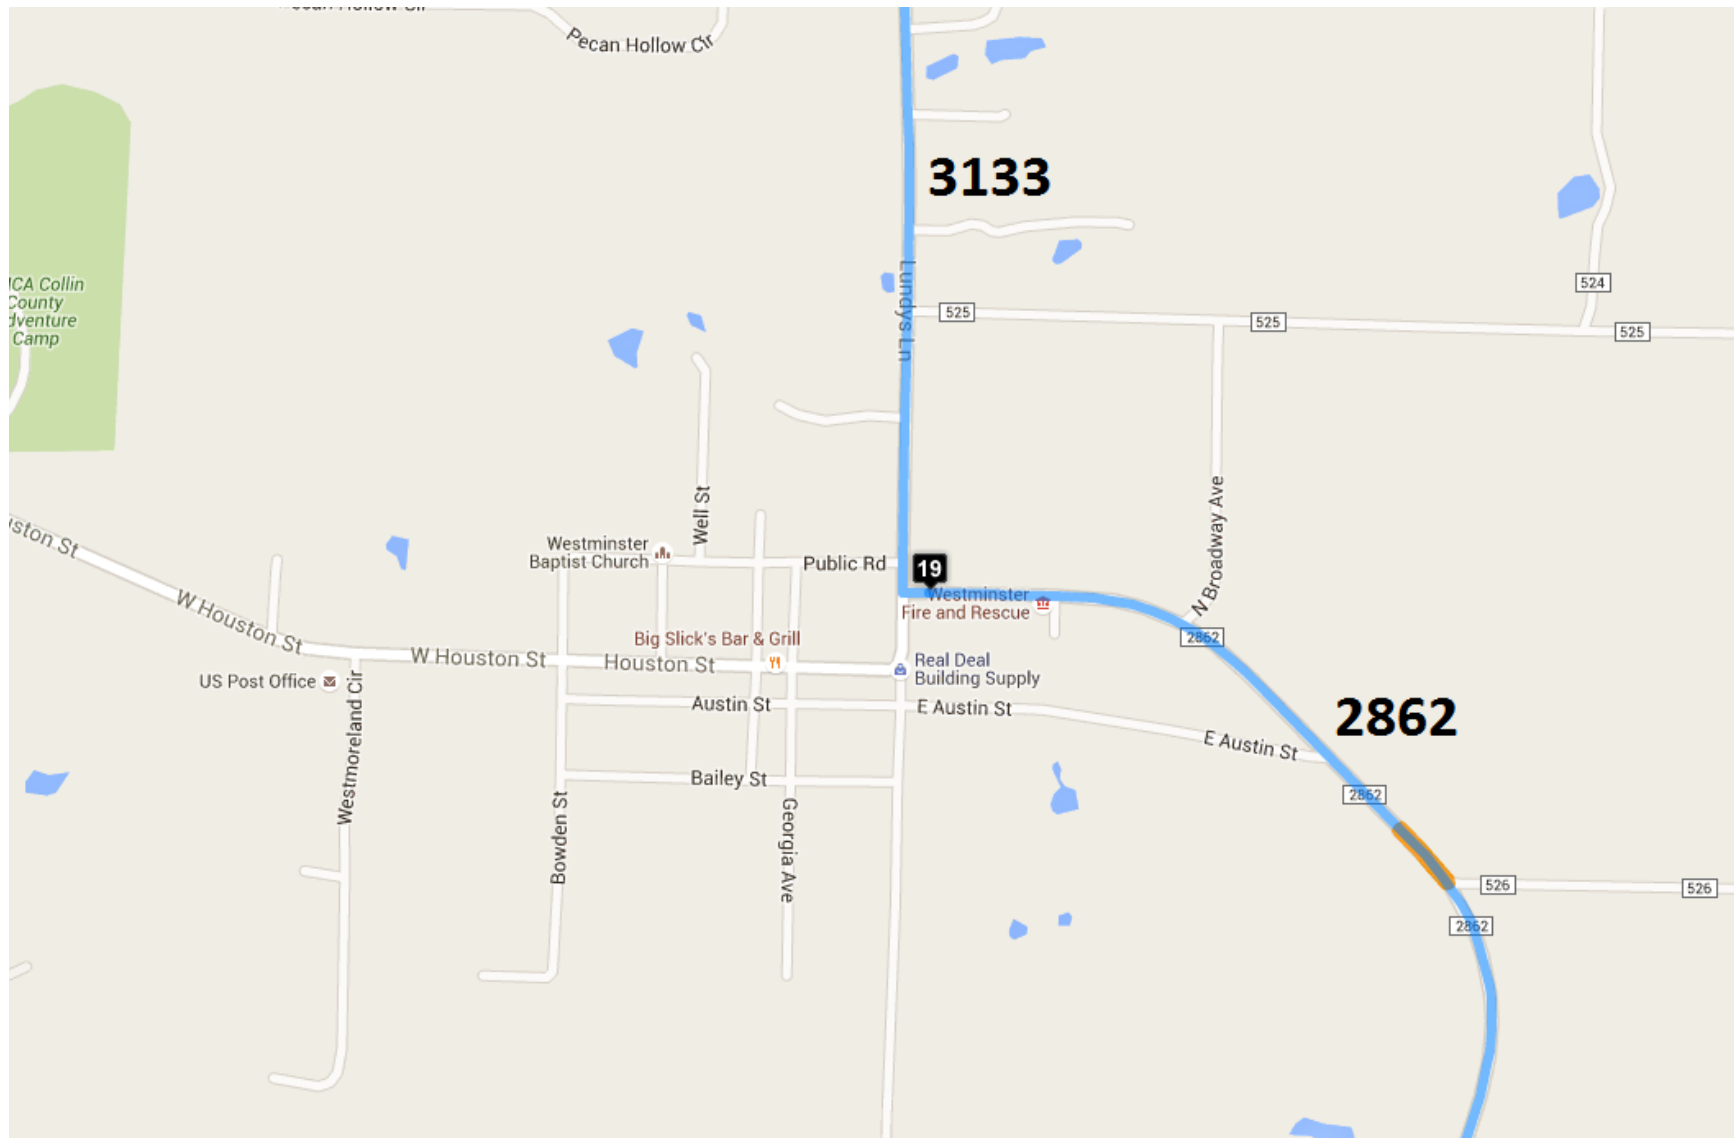 Pecan Hollow Cir
3133
ICA Collin
County
dventure
Camp
Lundys Ln
525
525
525
524
Well St
N Broadway Ave
uston St
Westminster
Baptist Church
Public Rd
19
Westminster
Fire and Rescue
W Houston St
W Houston St
Houston St
Big Slick's Bar & Grill
2862
US Post Office
Real Deal
Building Supply
Westmoreland Cir
Austin St
E Austin St
E Austin St
2862
Bailey St
2862
Bowden St
Georgia Ave
526
526
2862